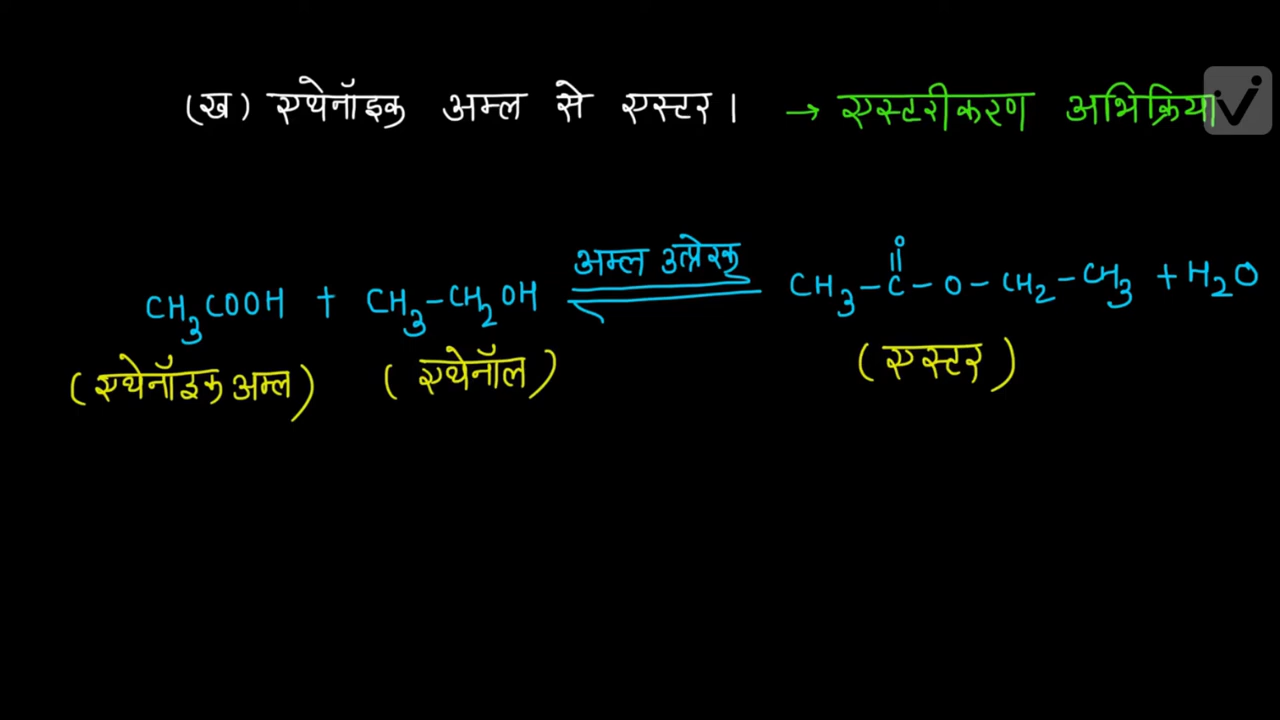 (ख) एथेनॉइक अम्ल से एस्टर। → एस्टरीकरण अभिक्रिया
अम्ल उत्प्रेरक
CH3COOH + CH3-CH2OH ⇌ CH3-C(=O)-O-CH2-CH3 + H2O
(एथेनॉइक अम्ल) (एथेनॉल) (एस्टर)